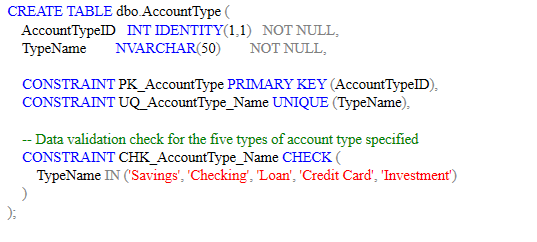 CREATE TABLE dbo.AccountType (
AccountTypeID INT IDENTITY(1,1) NOT NULL,
TypeName NVARCHAR(50) NOT NULL,
CONSTRAINT PK_AccountType PRIMARY KEY (AccountTypeID),
CONSTRAINT UQ_AccountType_Name UNIQUE (TypeName),
-- Data validation check for the five types of account type specified
CONSTRAINT CHK_AccountType_Name CHECK (
TypeName IN ('Savings', 'Checking', 'Loan', 'Credit Card', 'Investment')
)
);